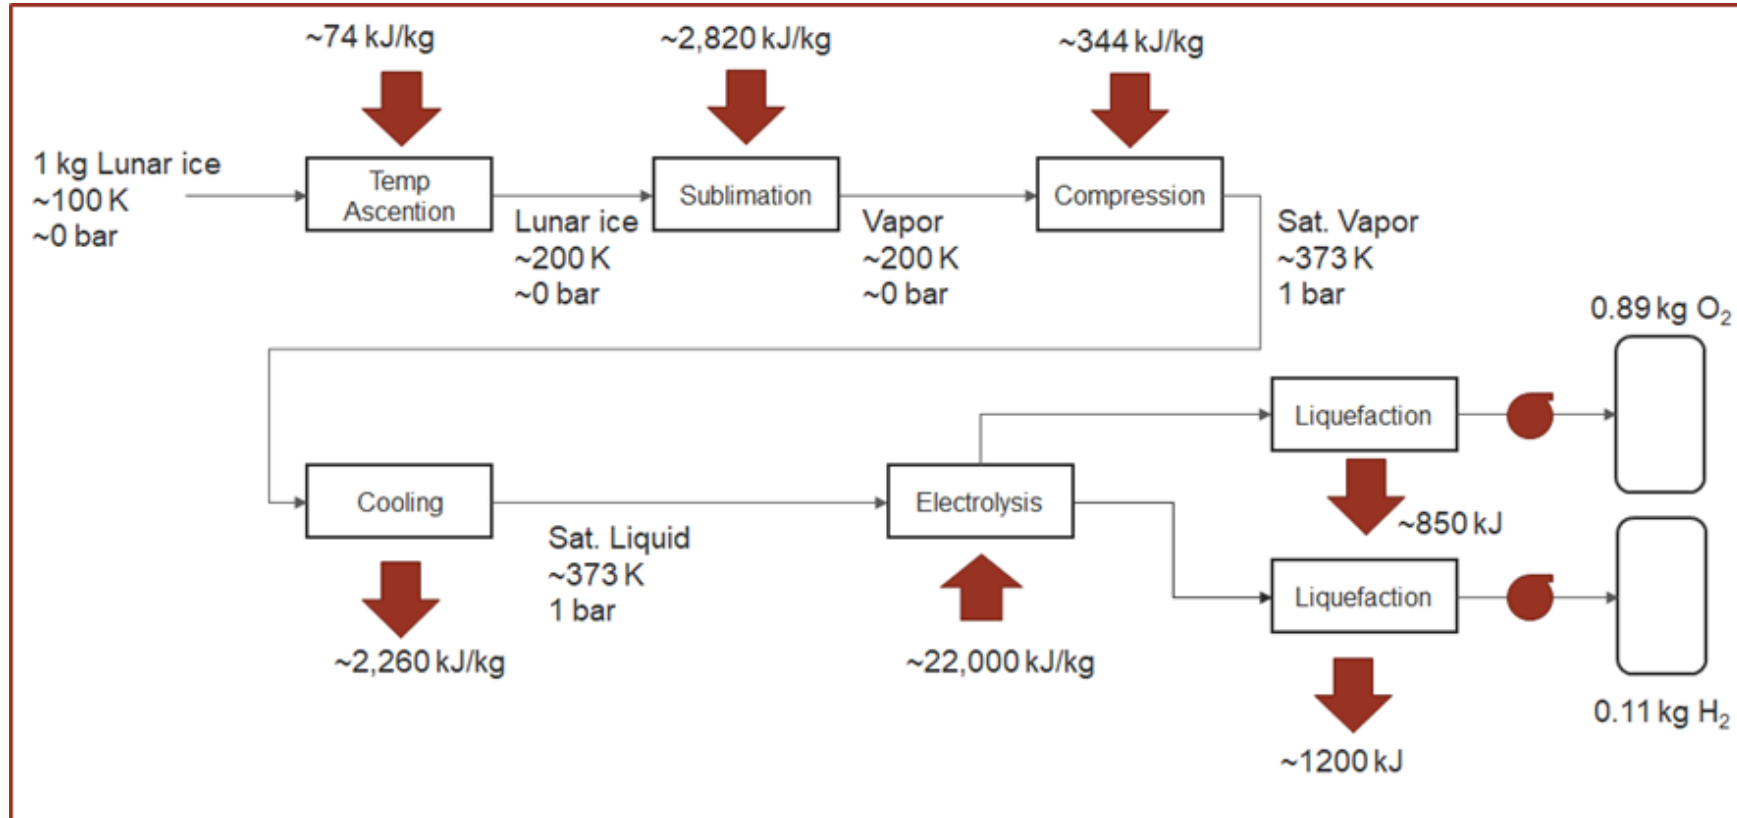 ~74 kJ/kg
~2,820 kJ/kg
~344 kJ/kg
1 kg Lunar ice
~100 K
~0 bar
Temp
Ascention
Lunar ice
~200 K
~0 bar
Sublimation
Vapor
~200 K
~0 bar
Compression
Sat. Vapor
~373 K
1 bar
0.89 kg O₂
Liquefaction
~850 kJ
Cooling
~2,260 kJ/kg
Sat. Liquid
~373 K
1 bar
Electrolysis
~22,000 kJ/kg
Liquefaction
~1200 kJ
0.11 kg H₂